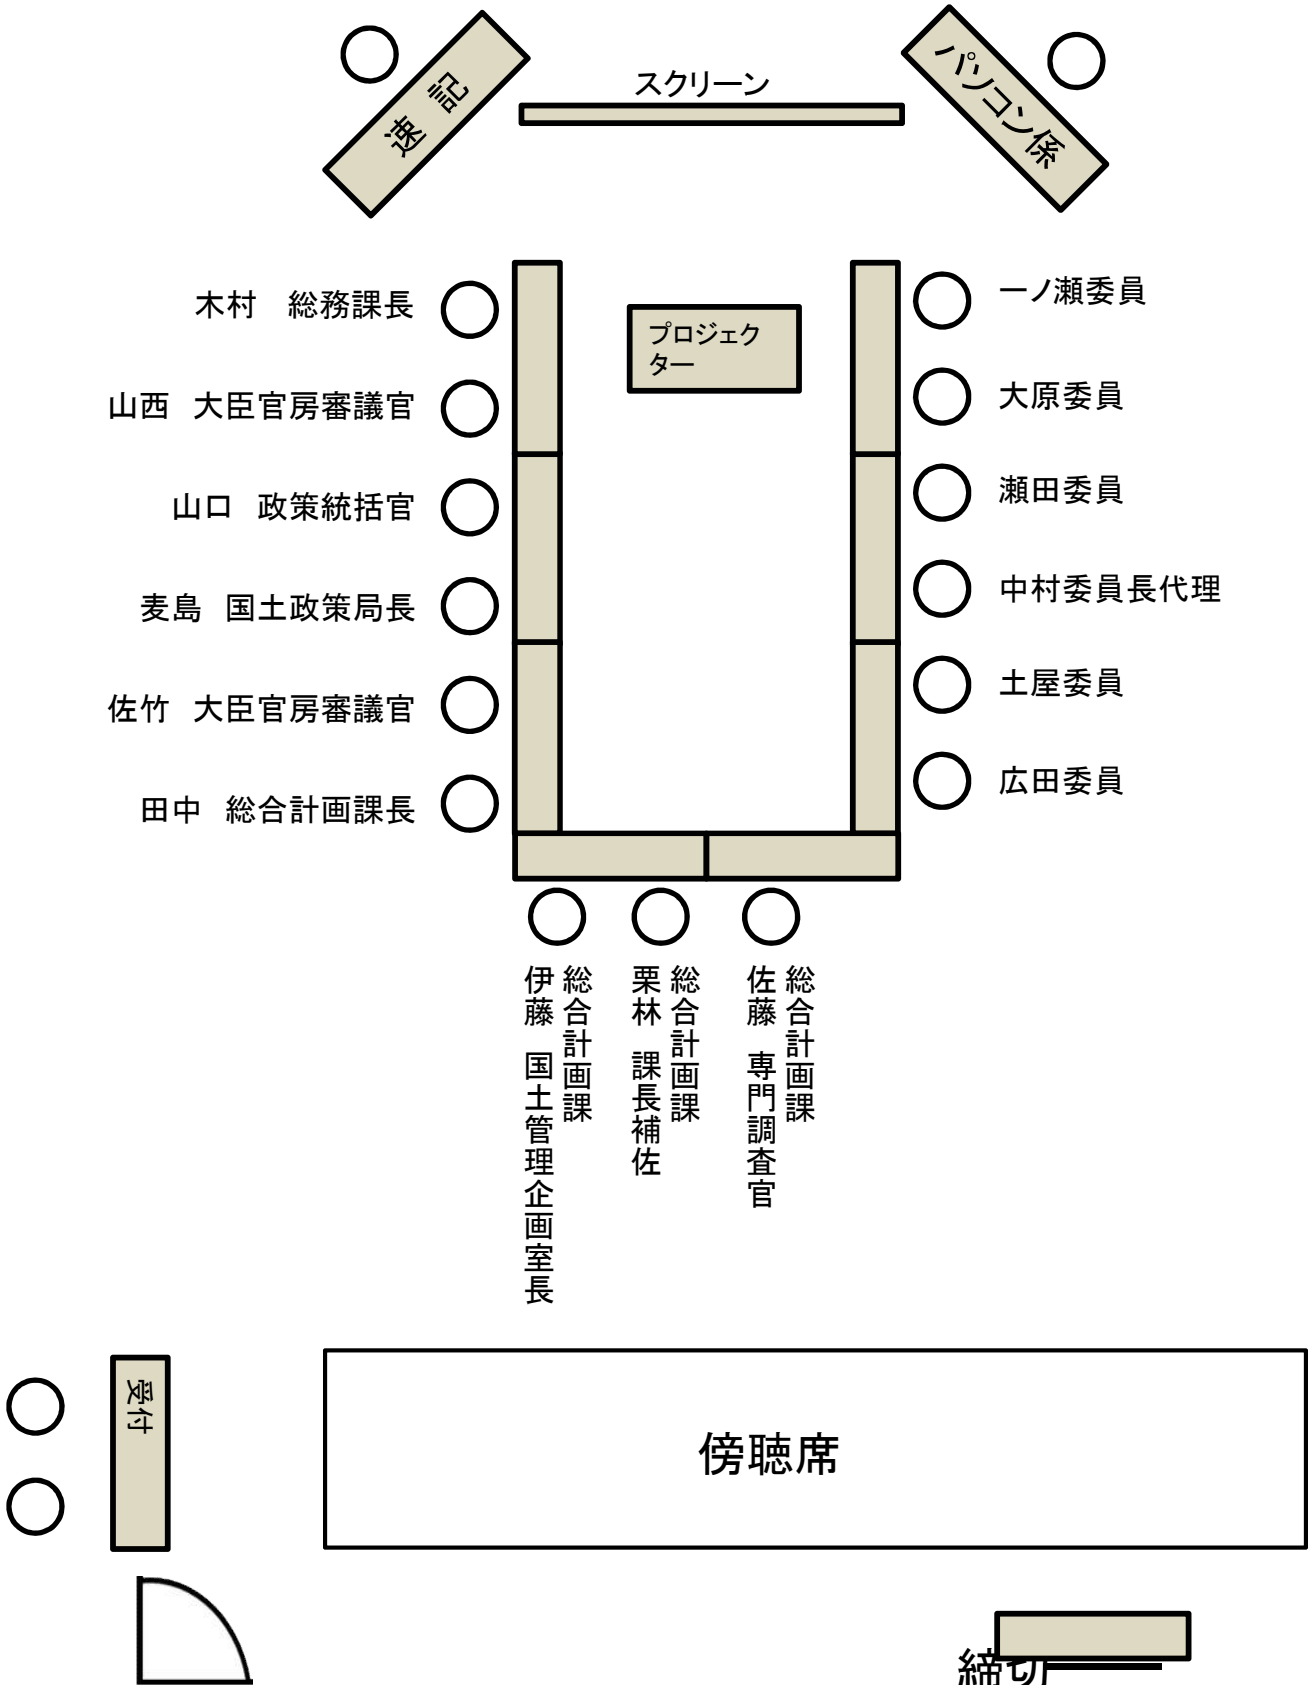 速 記
スクリーン
パソコン係
プロジェク
ター
木村　総務課長
山西　大臣官房審議官
山口　政策統括官
麦島　国土政策局長
佐竹　大臣官房審議官
田中　総合計画課長
一ノ瀬委員
大原委員
瀬田委員
中村委員長代理
土屋委員
広田委員
総合計画課
伊藤　国土管理企画室長
総合計画課
栗林　課長補佐
総合計画課
佐藤　専門調査官
受付
傍聴席
締切